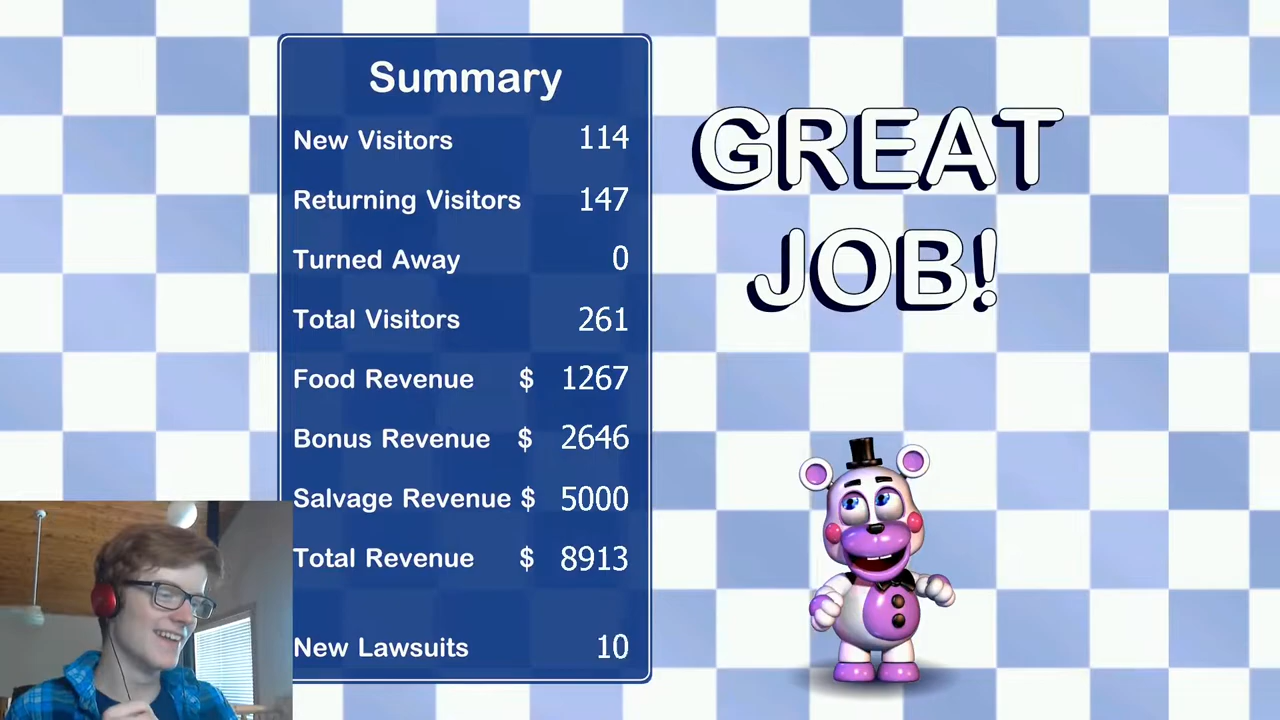 Summary
New Visitors 114
Returning Visitors 147
Turned Away 0
Total Visitors 261
Food Revenue $ 1267
Bonus Revenue $ 2646
Salvage Revenue $ 5000
Total Revenue $ 8913
New Lawsuits 10
GREAT
JOB!